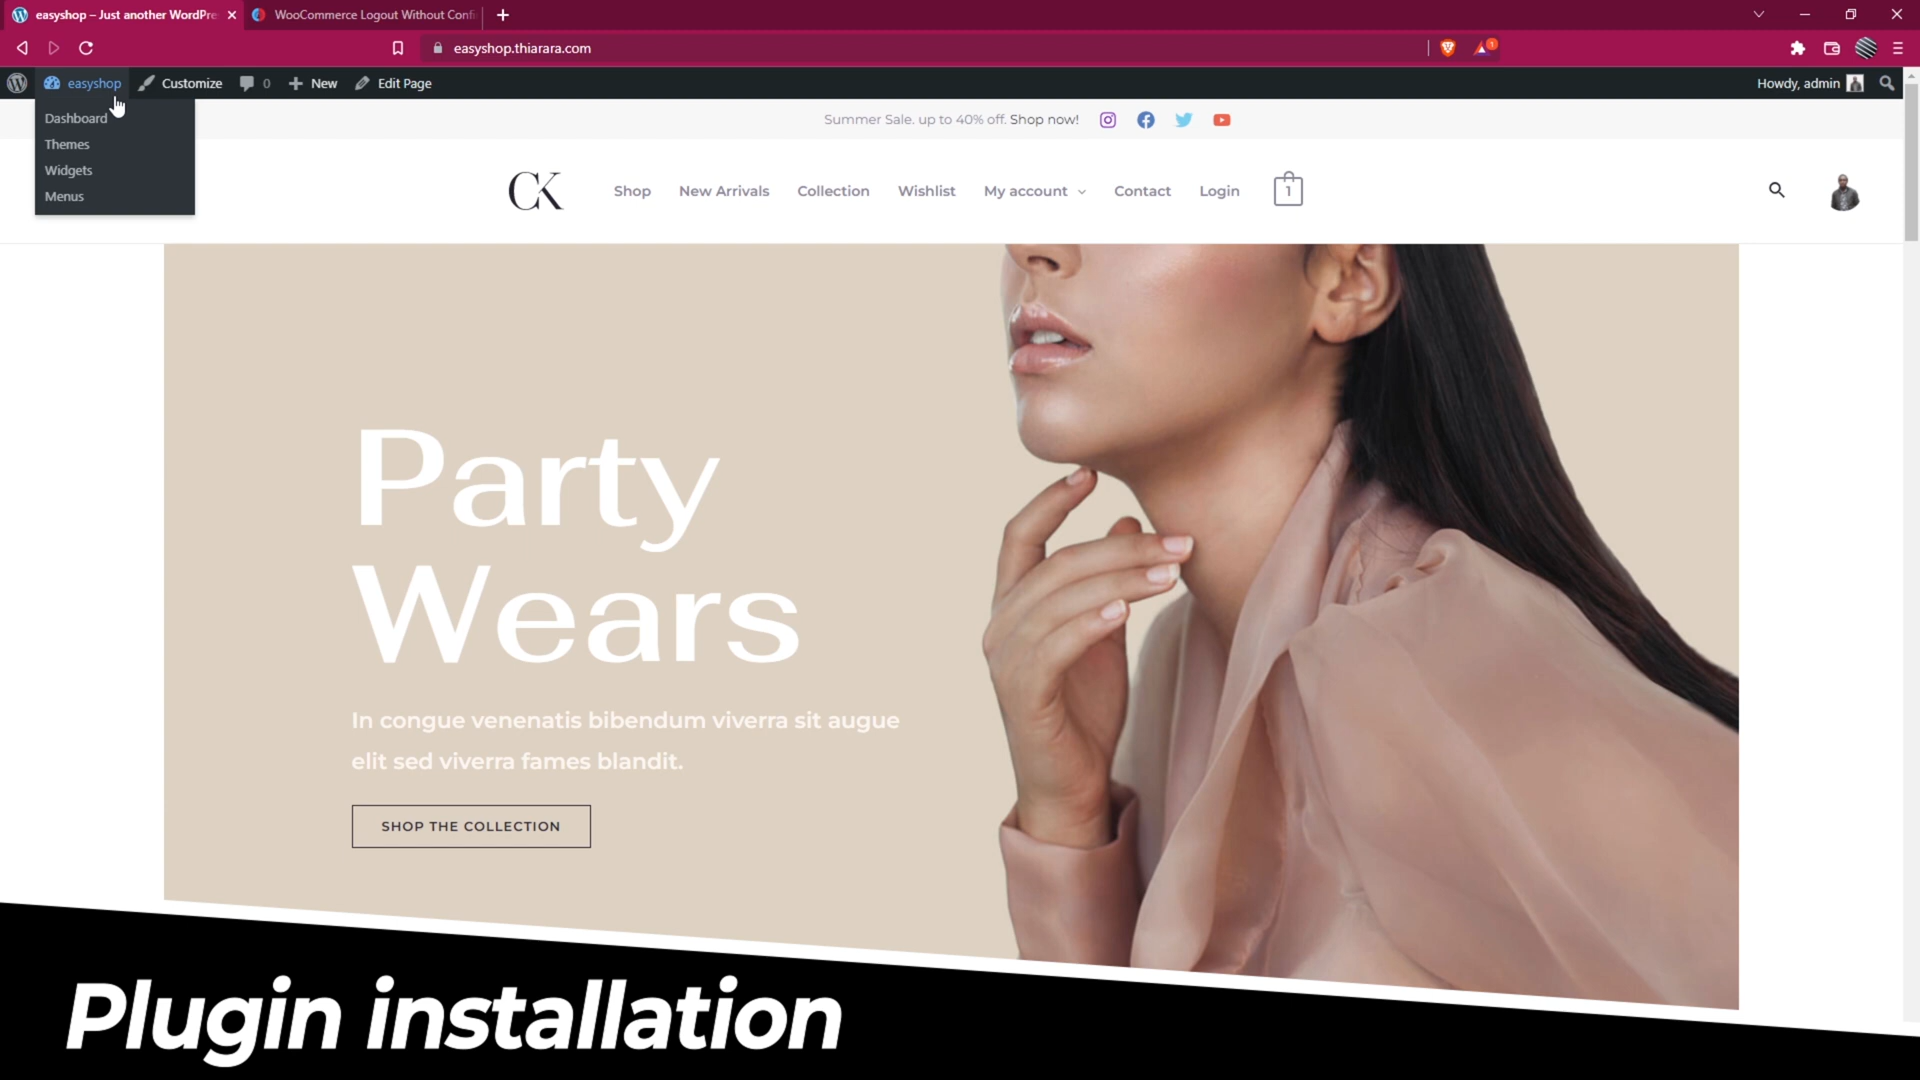 easyshop – Just another WordPre
WooCommerce Logout Without Confi
easyshop.thiarara.com
1
easyshop
Customize
0
New
Edit Page
Howdy, admin
Dashboard
Themes
Widgets
Menus
Summer Sale. up to 40% off. Shop now!
CK
Shop
New Arrivals
Collection
Wishlist
My account
Contact
Login
1
Party
Wears
In congue venenatis bibendum viverra sit augue
elit sed viverra fames blandit.
SHOP THE COLLECTION
Plugin installation